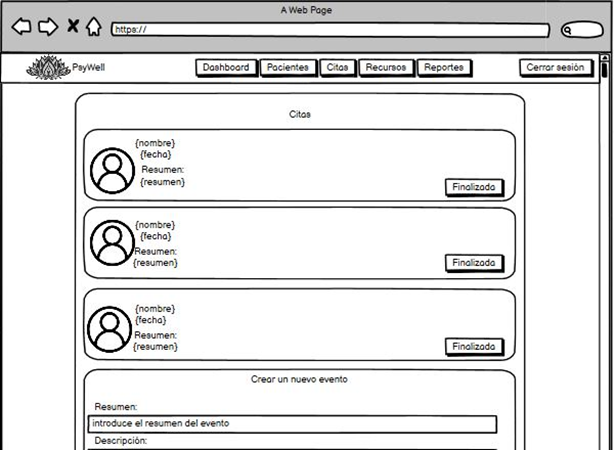 A Web Page
https://
PsyWell
Dashboard
Pacientes
Citas
Recursos
Reportes
Cerrar sesión
Citas
{nombre}
{fecha}
Resumen:
{resumen}
Finalizada
{nombre}
{fecha}
Resumen:
{resumen}
Finalizada
{nombre}
{fecha}
Resumen:
{resumen}
Finalizada
Crear un nuevo evento
Resumen:
introduce el resumen del evento
Descripción: